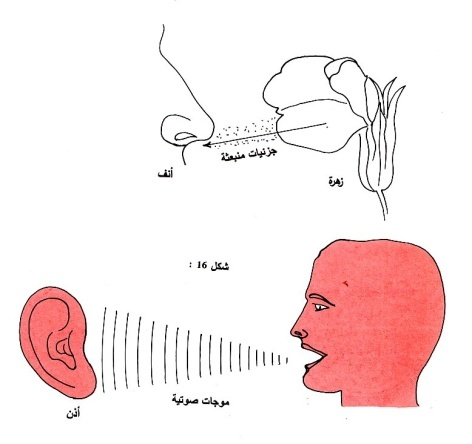 جزئيات منبعثة
أنف
زهرة
شكل 16 :
موجات صوتية
أذن